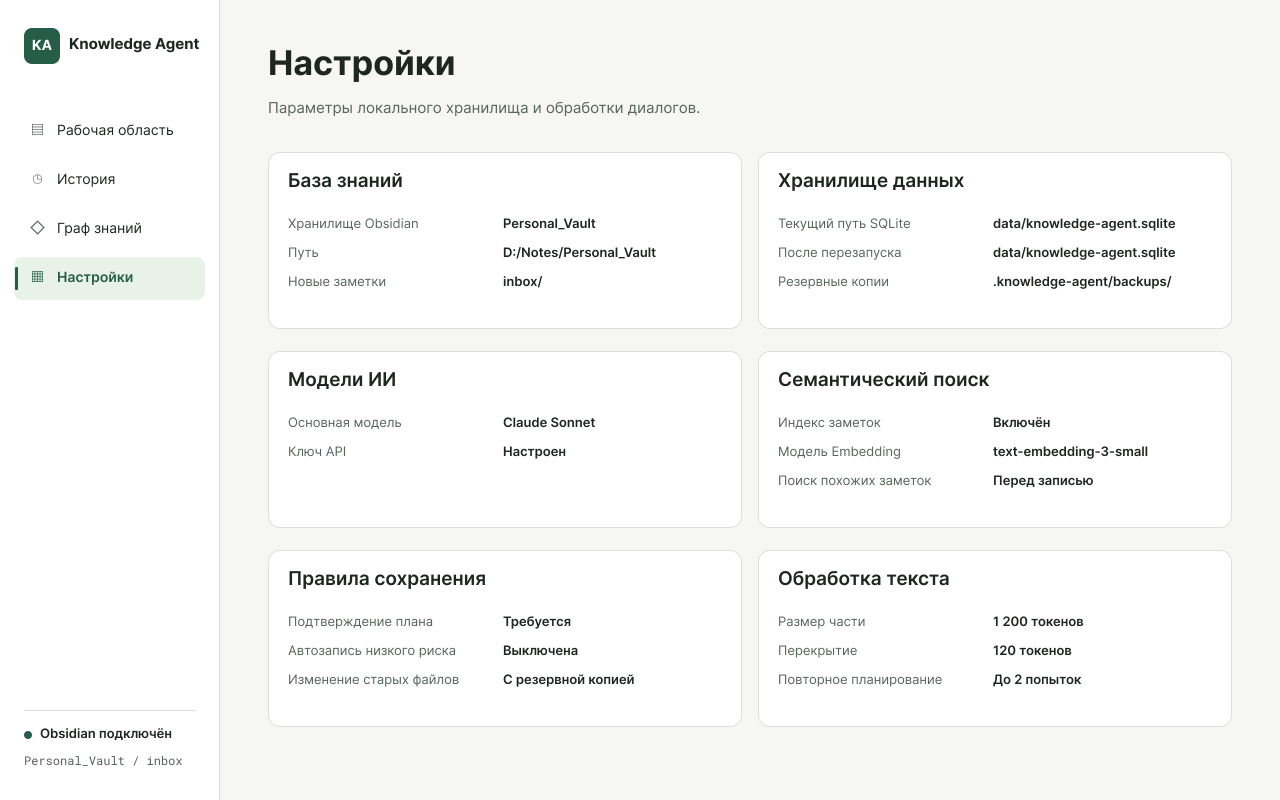 KA Knowledge Agent
Рабочая область
История
Граф знаний
Настройки
Obsidian подключён
Personal_Vault / inbox
Настройки
Параметры локального хранилища и обработки диалогов.
База знаний
Хранилище Obsidian Personal_Vault
Путь D:/Notes/Personal_Vault
Новые заметки inbox/
Хранилище данных
Текущий путь SQLite data/knowledge-agent.sqlite
После перезапуска data/knowledge-agent.sqlite
Резервные копии .knowledge-agent/backups/
Модели ИИ
Основная модель Claude Sonnet
Ключ API Настроен
Семантический поиск
Индекс заметок Включён
Модель Embedding text-embedding-3-small
Поиск похожих заметок Перед записью
Правила сохранения
Подтверждение плана Требуется
Автозапись низкого риска Выключена
Изменение старых файлов С резервной копией
Обработка текста
Размер части 1 200 токенов
Перекрытие 120 токенов
Повторное планирование До 2 попыток